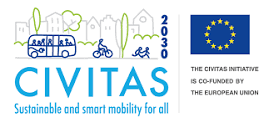 2030
CIVITAS
Sustainable and smart mobility for all
THE CIVITAS INITIATIVE
IS CO-FUNDED BY
THE EUROPEAN UNION